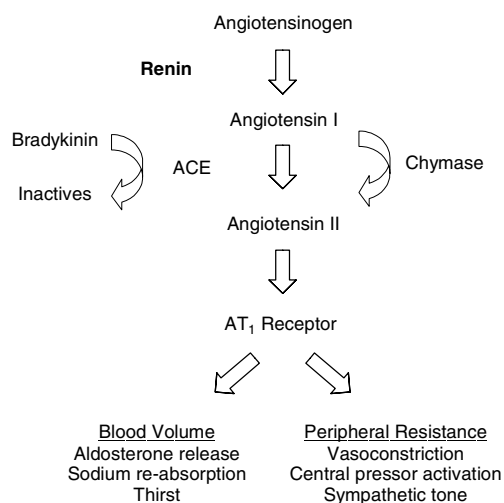 Angiotensinogen
Renin
Angiotensin I
Bradykinin
ACE
Chymase
Inactives
Angiotensin II
AT₁ Receptor
Blood Volume
Aldosterone release
Sodium re-absorption
Thirst
Peripheral Resistance
Vasoconstriction
Central pressor activation
Sympathetic tone